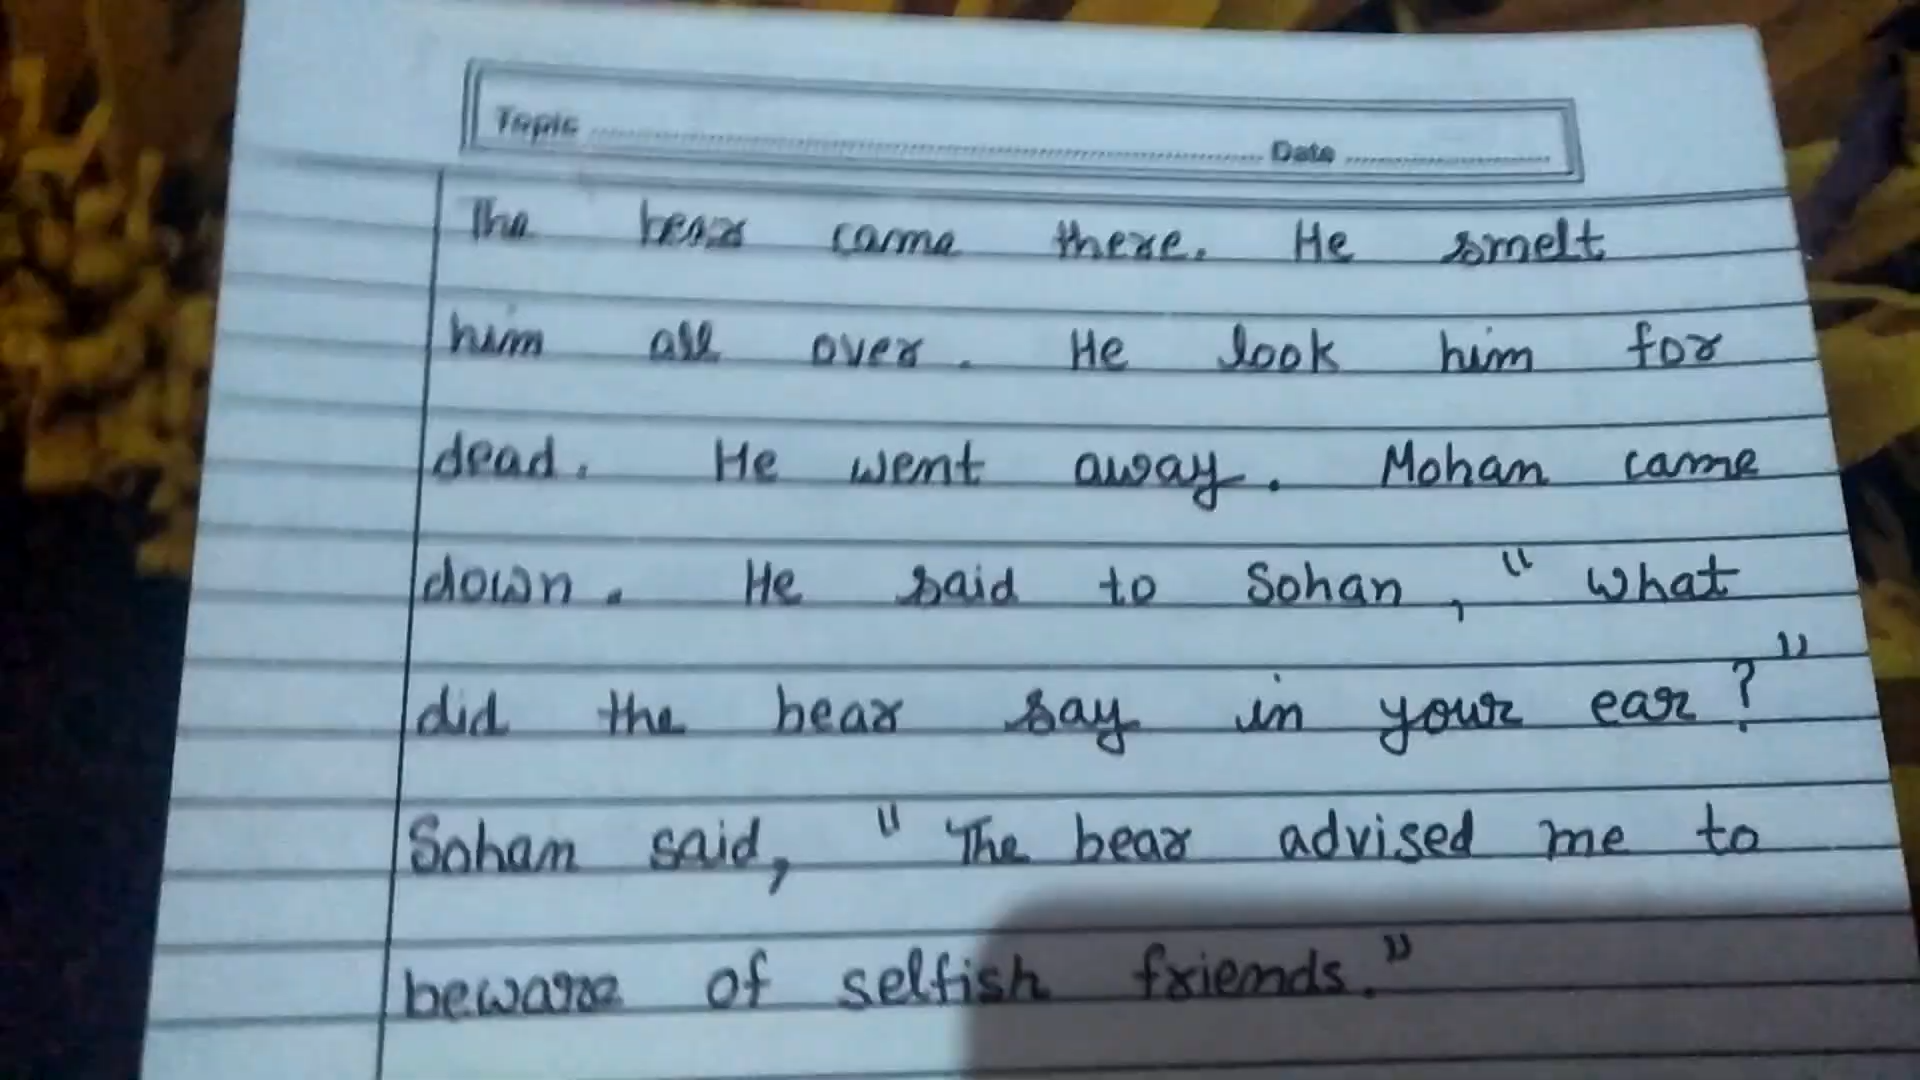 Topic ........ Date ........
The bear came there. He smelt
him all over. He look him for
dead. He went away. Mohan came
down. He said to Sohan, "What
did the bear say in your ear?"
Sohan said, "The bear advised me to
beware of selfish friends."